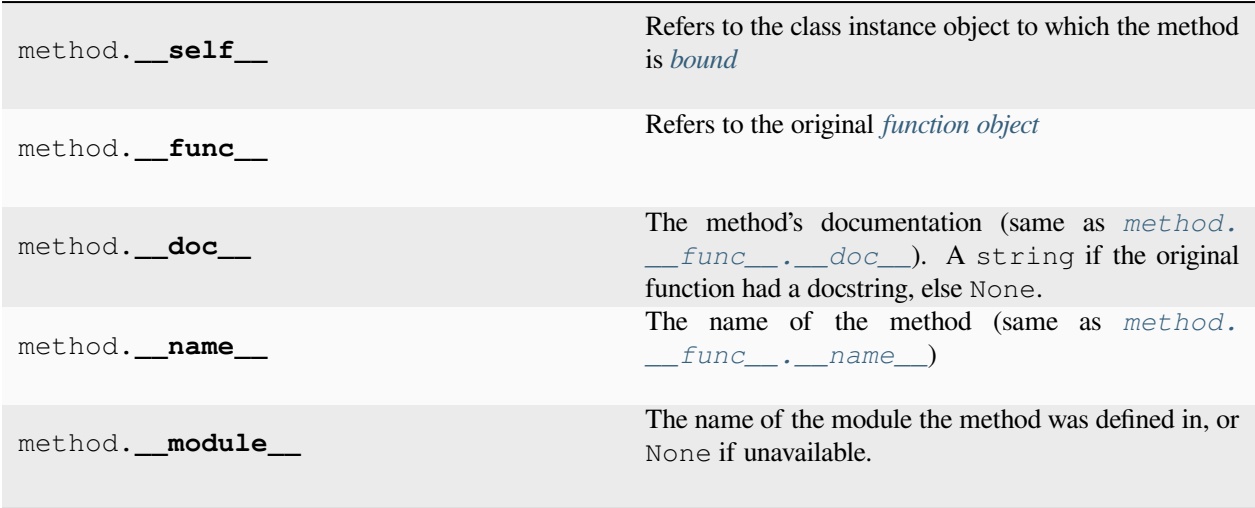 method.__self__
Refers to the class instance object to which the method
is bound
method.__func__
Refers to the original function object
method.__doc__
The method’s documentation (same as method.
__func__.__doc__). A string if the original
function had a docstring, else None.
method.__name__
The name of the method (same as method.
__func__.__name__)
method.__module__
The name of the module the method was defined in, or
None if unavailable.